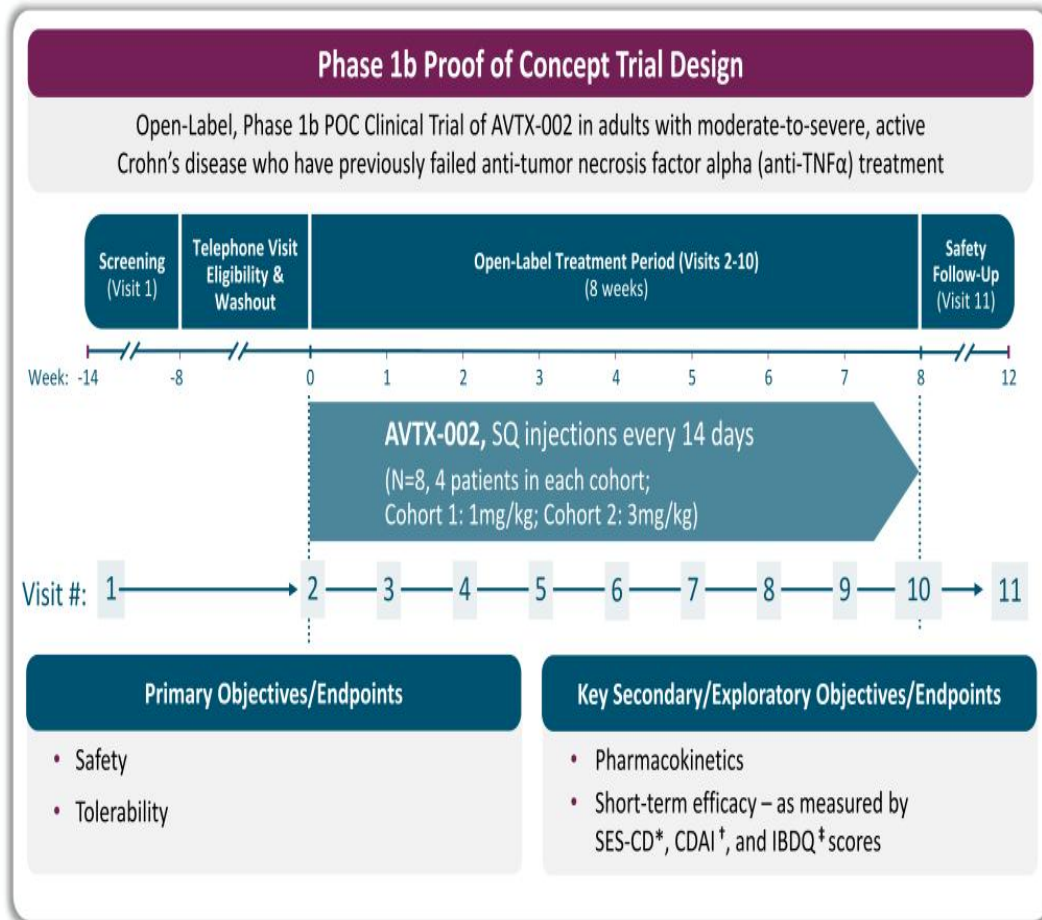 Phase 1b Proof of Concept Trial Design
Open-Label, Phase 1b POC Clinical Trial of AVTX-002 in adults with moderate-to-severe, active
Crohn's disease who have previously failed anti-tumor necrosis factor alpha (anti-TNFα) treatment
Screening
(Visit 1)
Telephone Visit
Eligibility &
Washout
Open-Label Treatment Period (Visits 2-10)
(8 weeks)
Safety
Follow-Up
(Visit 11)
Week: -14 -8 0 1 2 3 4 5 6 7 8 12
AVTX-002, SQ injections every 14 days
(N=8, 4 patients in each cohort;
Cohort 1: 1mg/kg; Cohort 2: 3mg/kg)
Visit #: 1 2 3 4 5 6 7 8 9 10 11
Primary Objectives/Endpoints
• Safety
• Tolerability
Key Secondary/Exploratory Objectives/Endpoints
• Pharmacokinetics
• Short-term efficacy – as measured by
SES-CD*, CDAI†, and IBDQ‡ scores